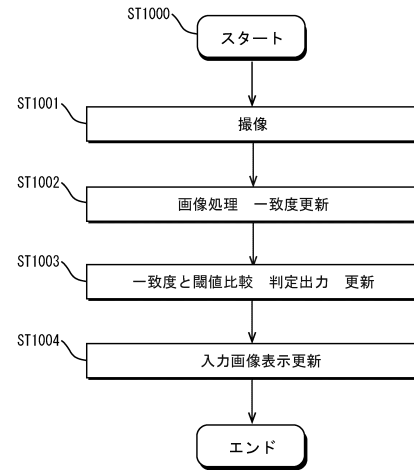 ST1000
スタート
ST1001
撮像
ST1002
画像処理　一致度更新
ST1003
一致度と閾値比較　判定出力　更新
ST1004
入力画像表示更新
エンド